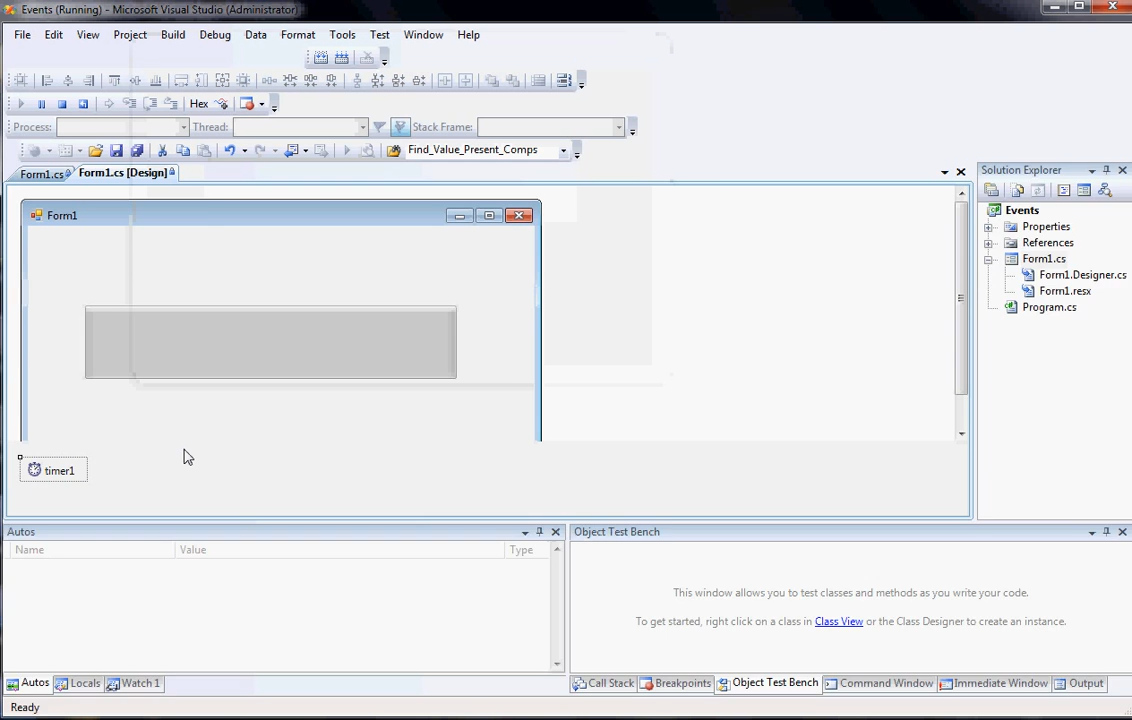 Events (Running) - Microsoft Visual Studio (Administrator)
File Edit View Project Build Debug Data Format Tools Test Window Help
Hex
Process: Thread: Stack Frame:
Find_Value_Present_Comps
Form1.cs Form1.cs [Design] Solution Explorer
Form1
Events
Properties
References
Form1.cs
Form1.Designer.cs
Form1.resx
Program.cs
timer1
Autos
Name Value Type
Object Test Bench
This window allows you to test classes and methods as you write your code.
To get started, right click on a class in Class View or the Class Designer to create an instance.
Autos Locals Watch 1 Call Stack Breakpoints Object Test Bench Command Window Immediate Window Output
Ready